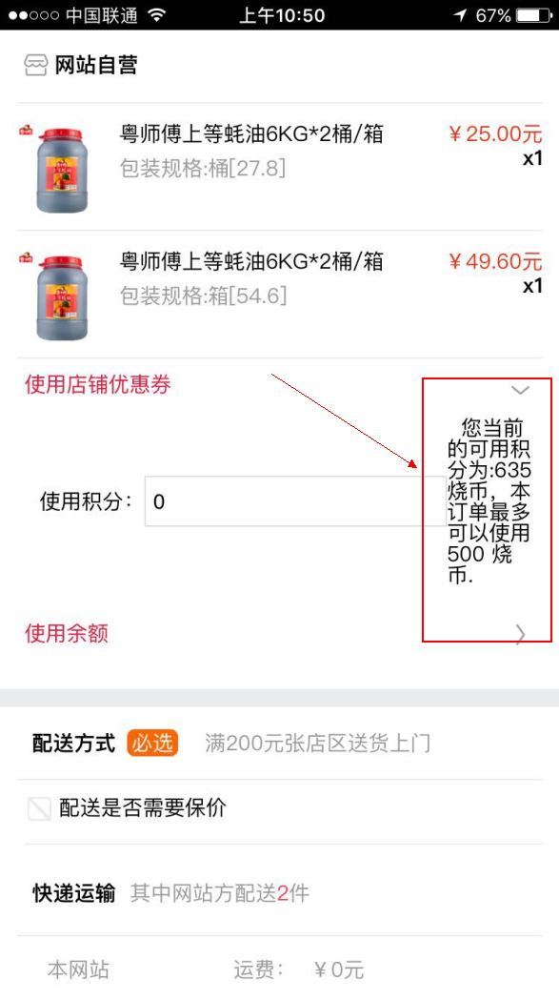 中国联通 上午10:50 67%
网站自营
粤师傅上等蚝油6KG*2桶/箱 ￥25.00元
包装规格:桶[27.8] x1
粤师傅上等蚝油6KG*2桶/箱 ￥49.60元
包装规格:箱[54.6] x1
使用店铺优惠券
使用积分: 0
您当前
的可用积
分为:635
烧币，本
订单最多
可以使用
500 烧
币.
使用余额
配送方式 必选 满200元张店区送货上门
配送是否需要保价
快递运输 其中网站方配送2件
本网站 运费: ￥0元